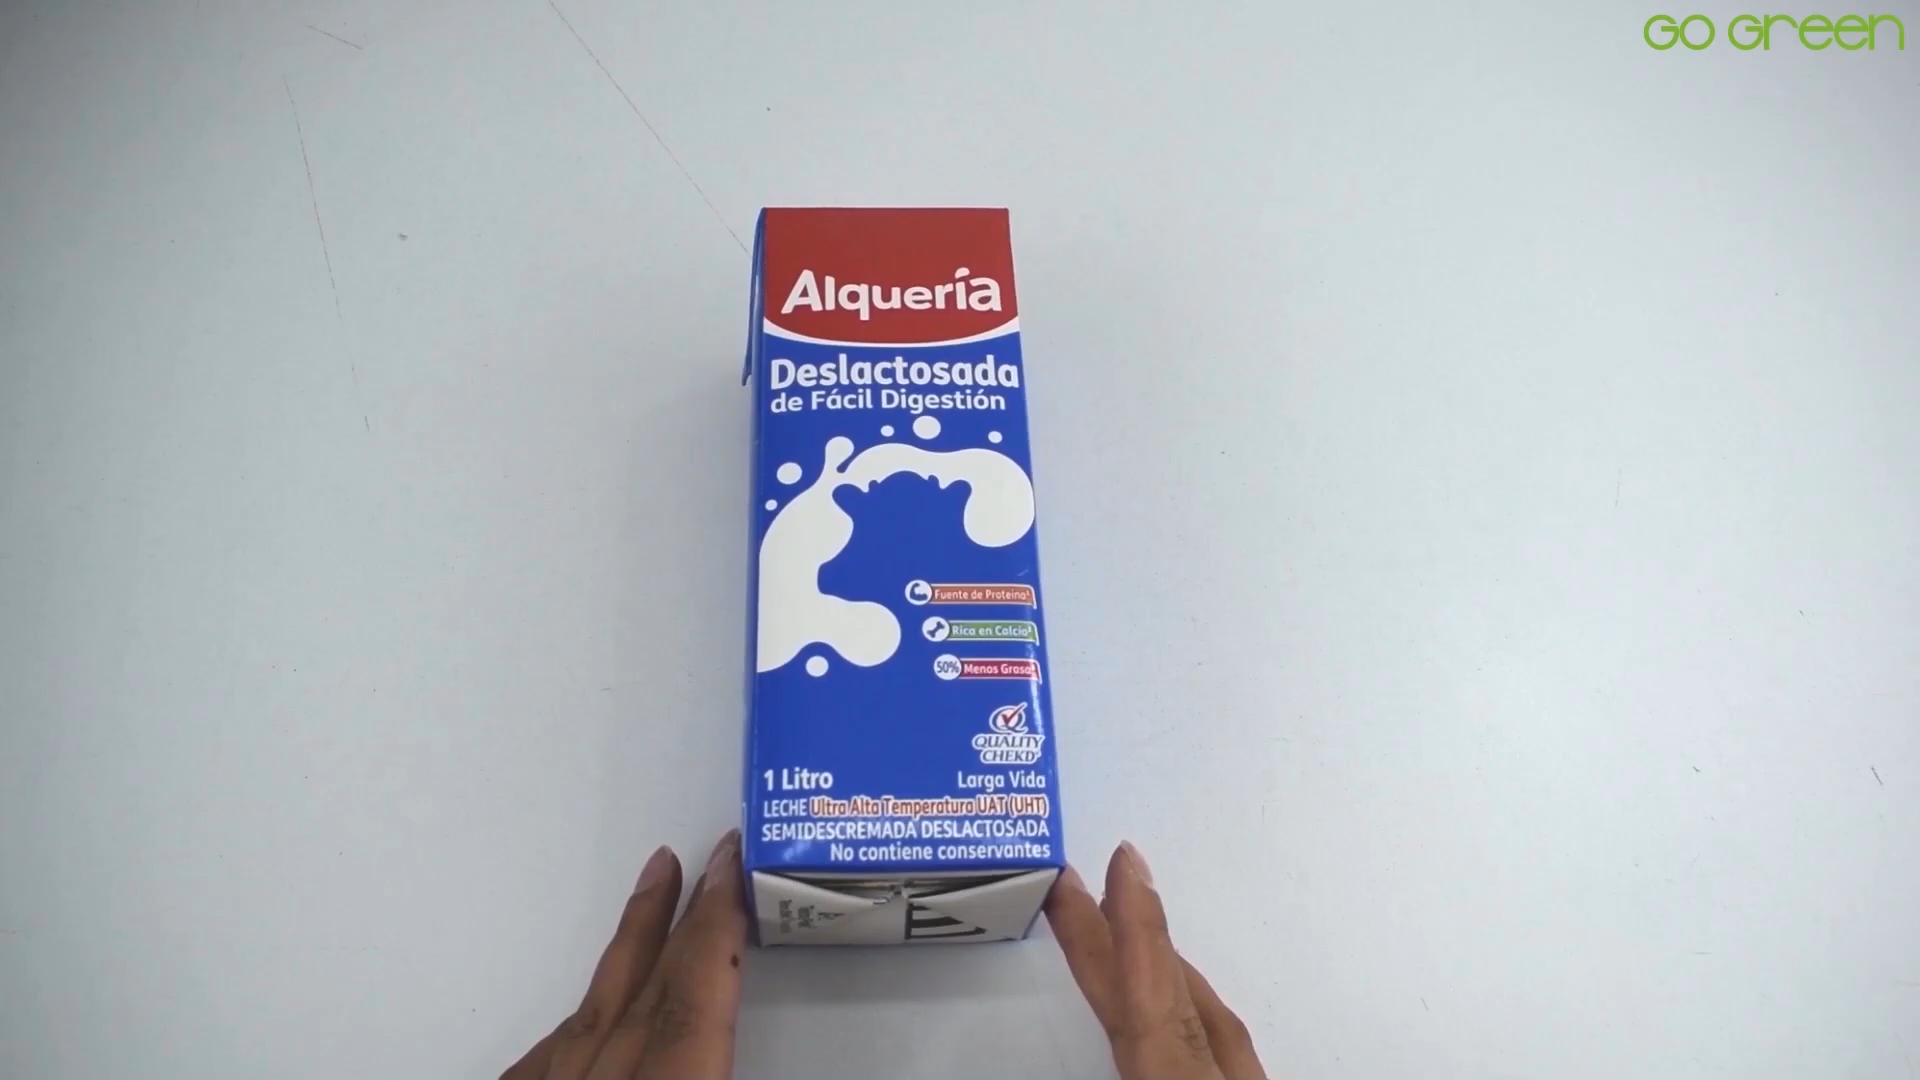 GO Green
Alquería
Deslactosada
de Fácil Digestión
Fuente de Proteína
Rica en Calcio
50% Menos Grasa
QUALITY
CHEKD
1 Litro
Larga Vida
LECHE Ultra Alta Temperatura UAT (UHT)
SEMIDESCREMADA DESLACTOSADA
No contiene conservantes